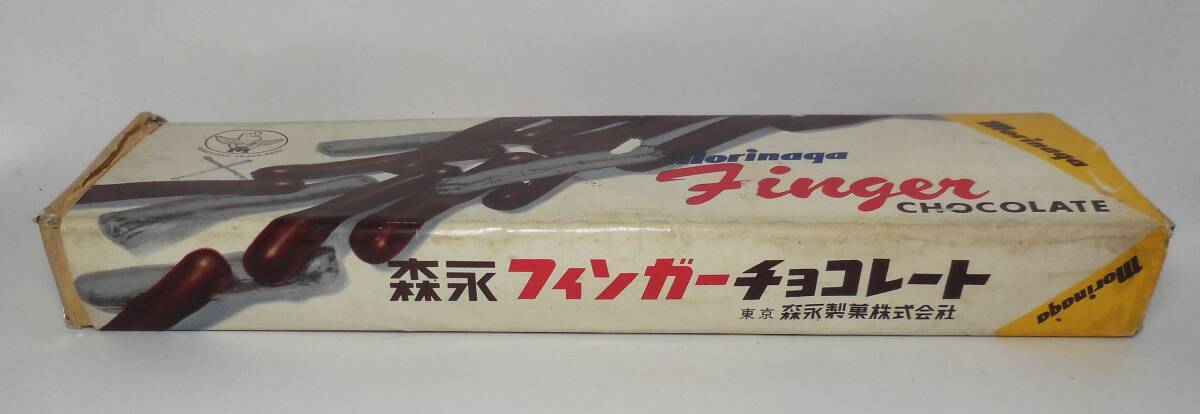 Morinaga
Finger
CHOCOLATE
Morinaga
森永フィンガーチョコレート
東京 森永製菓株式会社
Morinaga